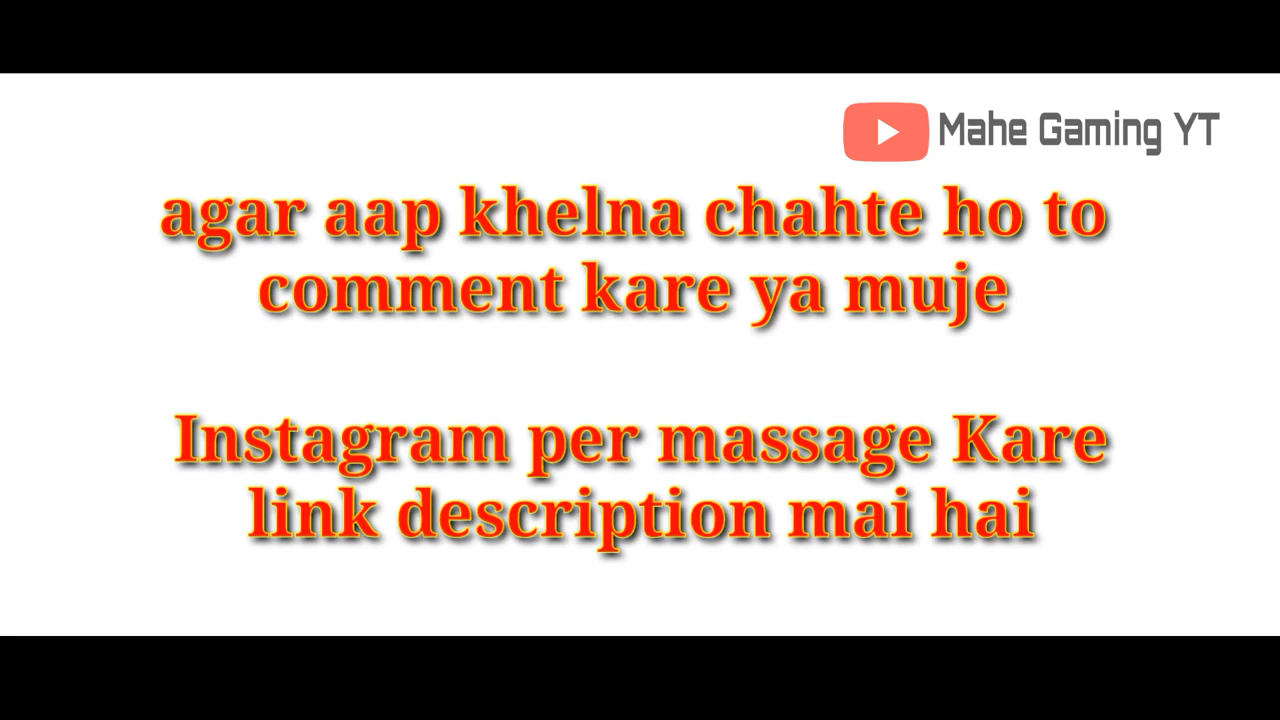 Mahe Gaming YT
agar aap khelna chahte ho to
comment kare ya muje
Instagram per massage Kare
link description mai hai